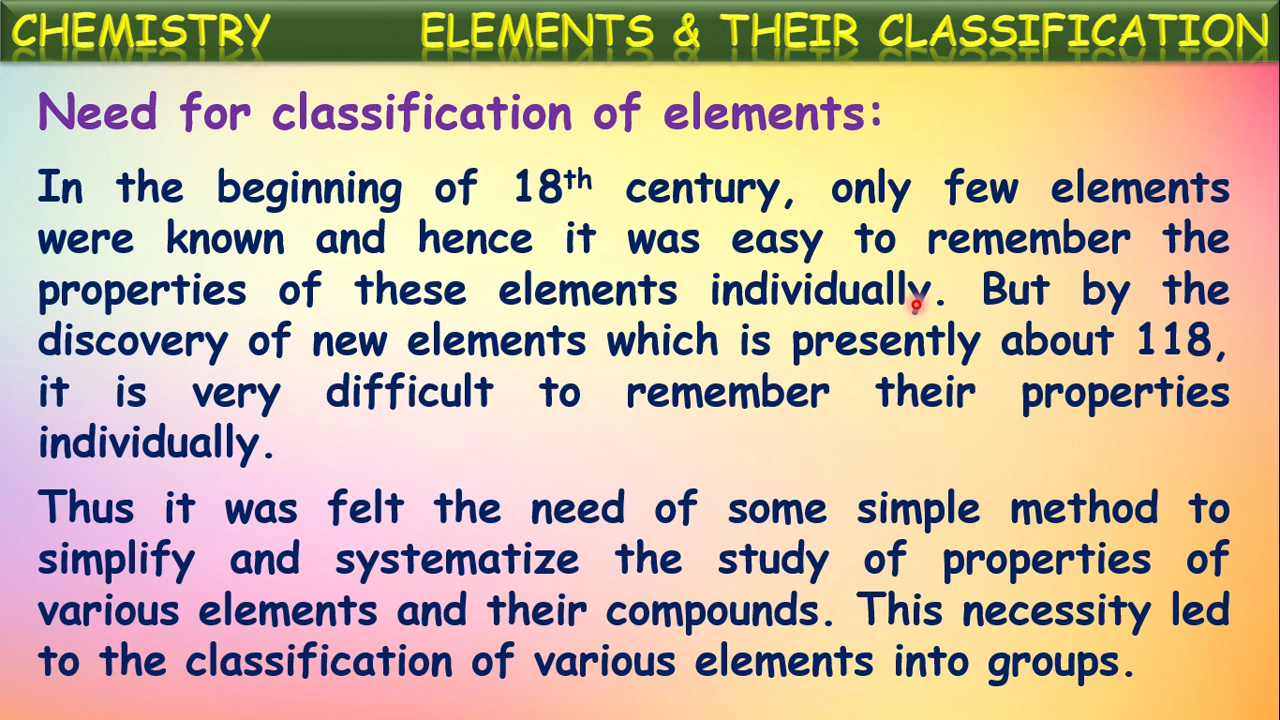 CHEMISTRY ELEMENTS & THEIR CLASSIFICATION
Need for classification of elements:
In the beginning of 18th century, only few elements
were known and hence it was easy to remember the
properties of these elements individually. But by the
discovery of new elements which is presently about 118,
it is very difficult to remember their properties
individually.
Thus it was felt the need of some simple method to
simplify and systematize the study of properties of
various elements and their compounds. This necessity led
to the classification of various elements into groups.